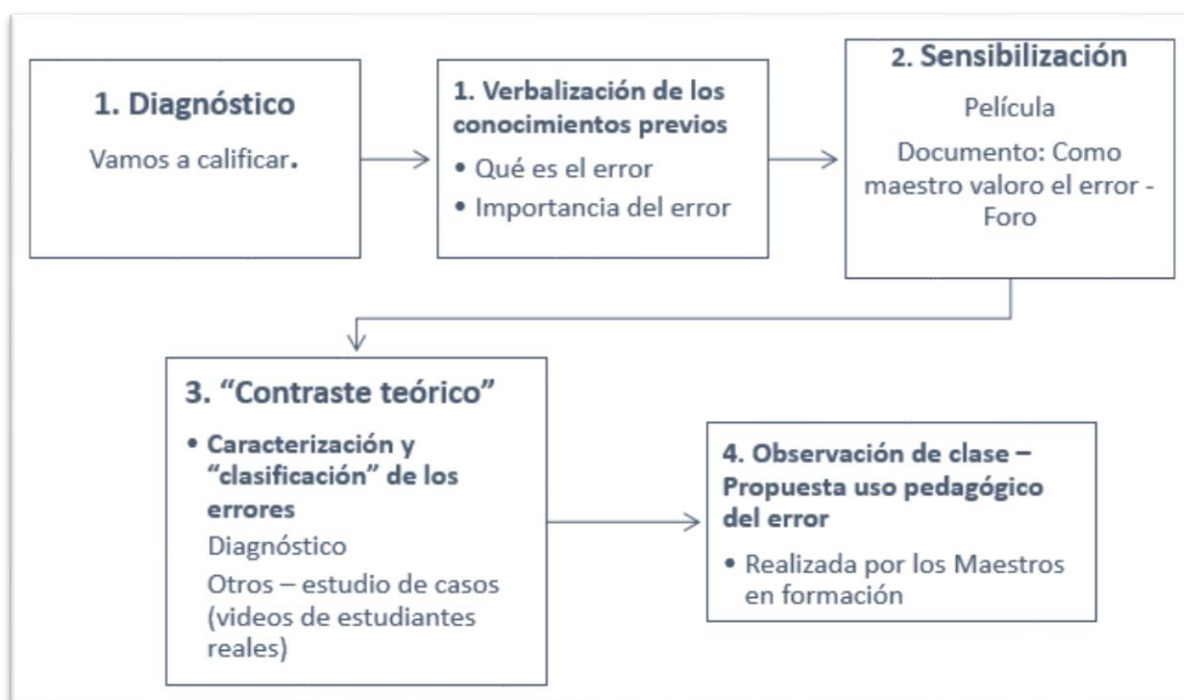 1. Diagnóstico
Vamos a calificar.
1. Verbalización de los
conocimientos previos
• Qué es el error
• Importancia del error
2. Sensibilización
Película
Documento: Como
maestro valoro el error -
Foro
3. “Contraste teórico”
• Caracterización y
“clasificación” de los
errores
Diagnóstico
Otros – estudio de casos
(videos de estudiantes
reales)
4. Observación de clase –
Propuesta uso pedagógico
del error
• Realizada por los Maestros
en formación